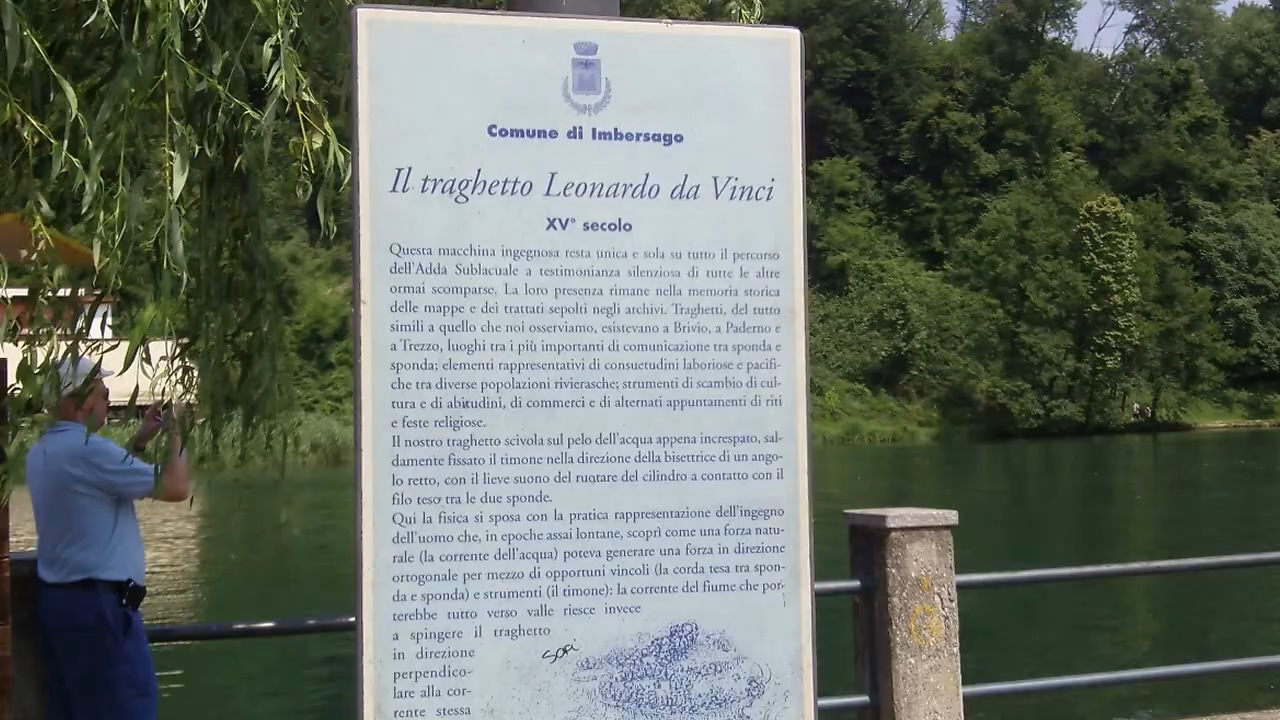 Comune di Imbersago
Il traghetto Leonardo da Vinci
XV° secolo
Questa macchina ingegnosa resta unica e sola su tutto il percorso
dell'Adda Sublacuale a testimonianza silenziosa di tutte le altre
ormai scomparse. La loro presenza rimane nella memoria storica
delle mappe e dei trattati sepolti negli archivi. Traghetti, del tutto
simili a quello che noi osserviamo, esistevano a Brivio, a Paderno e
a Trezzo, luoghi tra i più importanti di comunicazione tra sponda e
sponda; elementi rappresentativi di consuetudini laboriose e pacifi-
che tra diverse popolazioni rivierasche; strumenti di scambio di cul-
tura e di abitudini, di commerci e di alternati appuntamenti di riti
e feste religiose.
Il nostro traghetto scivola sul pelo dell'acqua appena increspato, sal-
damente fissato il timone nella direzione della bisettrice di un ango-
lo retto, con il lieve suono del ruotare del cilindro a contatto con il
filo teso tra le due sponde.
Qui la fisica si sposa con la pratica rappresentazione dell'ingegno
dell'uomo che, in epoche assai lontane, scoprì come una forza natu-
rale (la corrente dell'acqua) poteva generare una forza in direzione
ortogonale per mezzo di opportuni vincoli (la corda tesa tra spon-
da e sponda) e strumenti (il timone): la corrente del fiume che por-
terebbe tutto verso valle riesce invece
a spingere il traghetto
in direzione
perpendico-
lare alla cor-
rente stessa